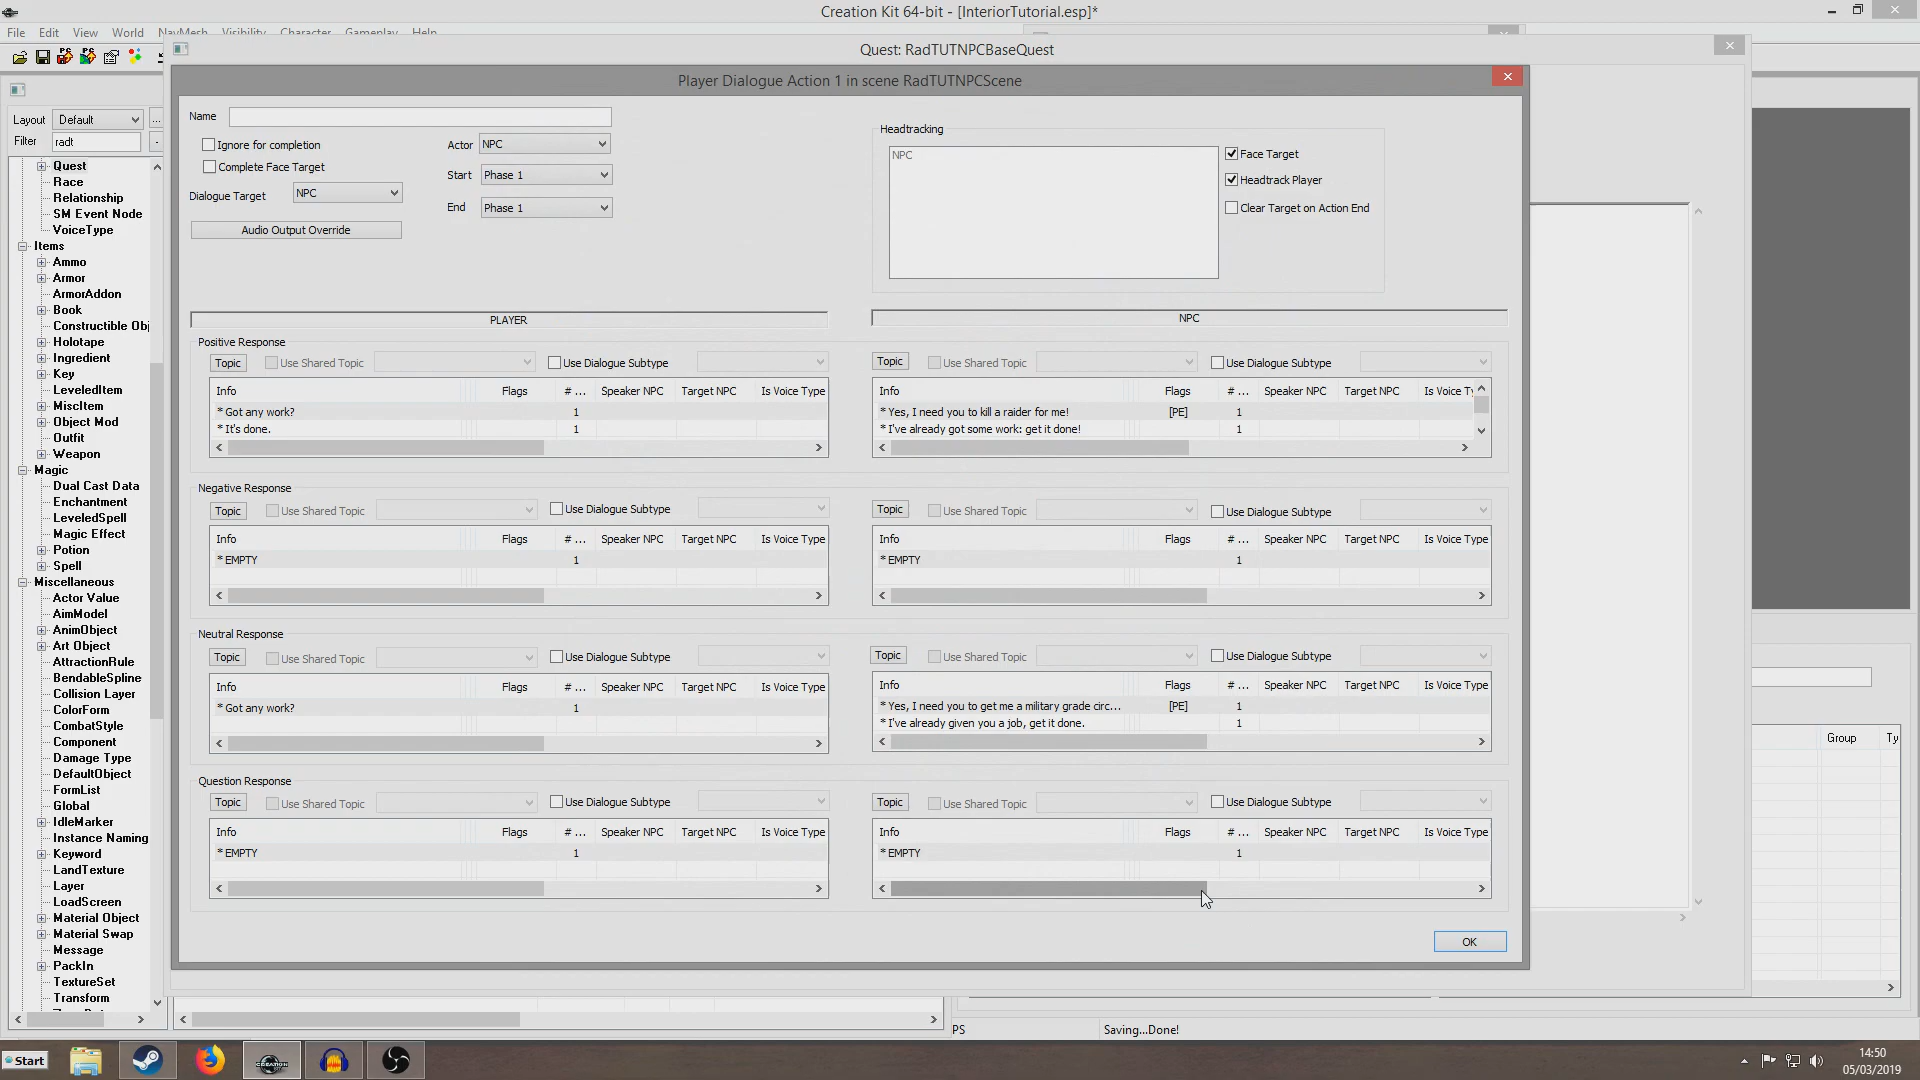 Creation Kit 64-bit - [InteriorTutorial.esp]*
File Edit View World NavMesh Visibility Character Gameplay Help
Quest: RadTUTNPCBaseQuest
Player Dialogue Action 1 in scene RadTUTNPCScene
Layout Default ...
Filter radt
Quest
Race
Relationship
SM Event Node
VoiceType
Items
Ammo
Armor
ArmorAddon
Book
Constructible Obj
Holotape
Ingredient
Key
LeveledItem
MiscItem
Object Mod
Outfit
Weapon
Magic
Dual Cast Data
Enchantment
LeveledSpell
Magic Effect
Potion
Spell
Miscellaneous
Actor Value
AimModel
AnimObject
Art Object
AttractionRule
BendableSpline
Collision Layer
ColorForm
CombatStyle
Component
Damage Type
DefaultObject
FormList
Global
IdleMarker
Instance Naming
Keyword
LandTexture
Layer
LoadScreen
Material Object
Material Swap
Message
PackIn
TextureSet
Transform
Name
Ignore for completion
Complete Face Target
Dialogue Target NPC
Audio Output Override
Actor NPC
Start Phase 1
End Phase 1
Headtracking
NPC
Face Target
Headtrack Player
Clear Target on Action End
PLAYER
NPC
Positive Response
Topic Use Shared Topic Use Dialogue Subtype
Info Flags # ... Speaker NPC Target NPC Is Voice Type
* Got any work? 1
* It's done. 1
Topic Use Shared Topic Use Dialogue Subtype
Info Flags # ... Speaker NPC Target NPC Is Voice Ty
* Yes, I need you to kill a raider for me! [PE] 1
* I've already got some work: get it done! 1
Negative Response
Topic Use Shared Topic Use Dialogue Subtype
Info Flags # ... Speaker NPC Target NPC Is Voice Type
* EMPTY 1
Topic Use Shared Topic Use Dialogue Subtype
Info Flags # ... Speaker NPC Target NPC Is Voice Type
* EMPTY 1
Neutral Response
Topic Use Shared Topic Use Dialogue Subtype
Info Flags # ... Speaker NPC Target NPC Is Voice Type
* Got any work? 1
Topic Use Shared Topic Use Dialogue Subtype
Info Flags # ... Speaker NPC Target NPC Is Voice Type
* Yes, I need you to get me a military grade circ... [PE] 1
* I've already given you a job, get it done. 1
Question Response
Topic Use Shared Topic Use Dialogue Subtype
Info Flags # ... Speaker NPC Target NPC Is Voice Type
* EMPTY 1
Topic Use Shared Topic Use Dialogue Subtype
Info Flags # ... Speaker NPC Target NPC Is Voice Type
* EMPTY 1
OK
Group Ty
PS Saving...Done!
Start
CREATION
14:50
05/03/2019